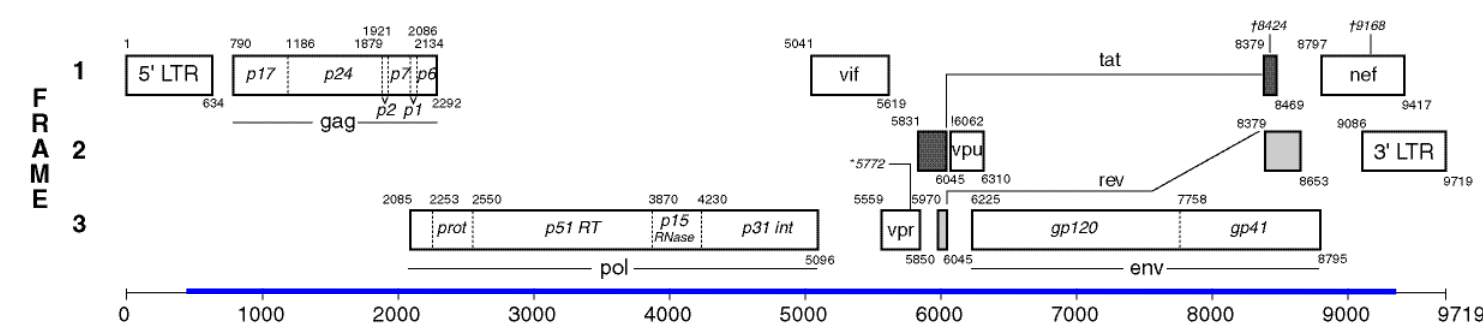 1921 2086 †8424 †9168
1 790 1186 1879 2134 5041 8379 8797
FRAME
1 5' LTR p17 p24 p7 p6 vif tat nef
634 p2 p1 2292 5619 8469 9417
gag
5831 !6062 8379 9086
2 vpu 3' LTR
*5772 6045 6310 rev 8653 9719
2085 2253 2550 3870 4230 5559 5970 6225 7758
3 prot p51 RT p15 RNase p31 int vpr gp120 gp41
5096 5850 6045 8795
pol env
0 1000 2000 3000 4000 5000 6000 7000 8000 9000 9719